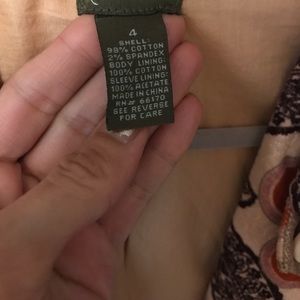 4
SHELL:
98% COTTON
2% SPANDEX
BODY LINING:
100% COTTON
SLEEVE LINING:
100% ACETATE
MADE IN CHINA
RN# 66170
SEE REVERSE
FOR CARE